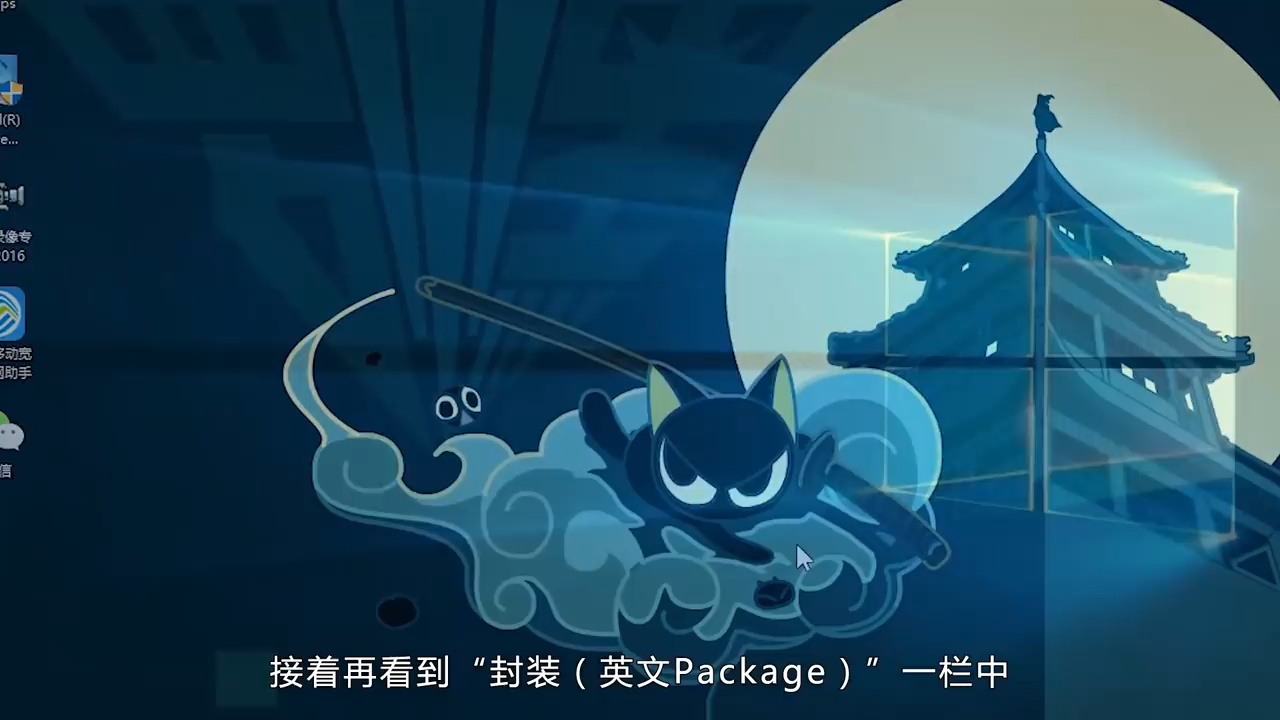 ps
(R)
e...
像专
2016
移动宽
助手
信
接着再看到“封装（英文Package）”一栏中